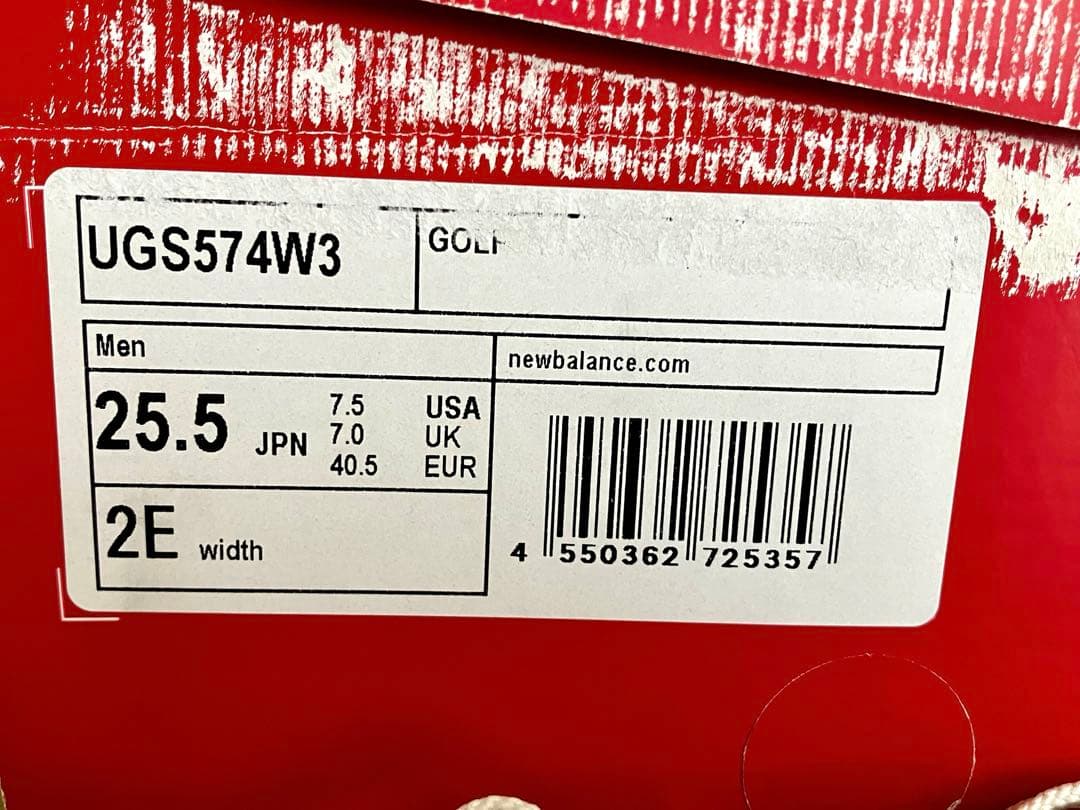 UGS574W3
GOLF
Men
newbalance.com
25.5 JPN
7.5 USA
7.0 UK
40.5 EUR
2E width
4 550362 725357